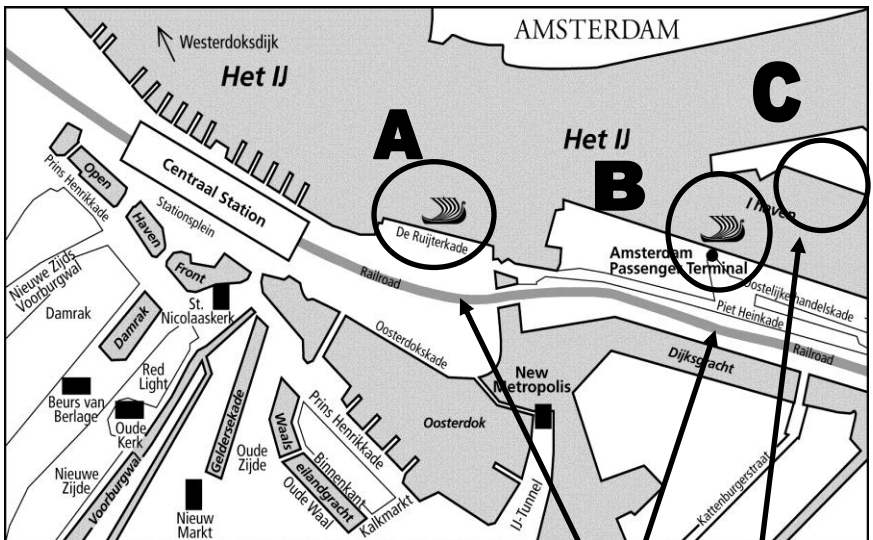 AMSTERDAM
Westerdoksdijk
Het IJ
C
A
Het IJ
B
Centraal Station
Open
Prins Henrikkade
Stationsplein
I haven
De Ruijterkade
Haven
Amsterdam
Passenger Terminal
Front
Railroad
Oostelijke handelskade
Nieuwe Zijds
Voorburgwal
St.
Nicolaaskerk
Piet Heinkade
Damrak
Damrak
Oosterdokskade
Railroad
Dijksgracht
Red
Light
New
Metropolis
Beurs van
Berlage
Oude
Kerk
Geldersekade
Waals
Prins Henrikkade
Oosterdok
Nieuwe
Zijde
Voorburgwal
Oude
Zijde
Binnenkant
eilandgracht
Oude Waal
Kalkmarkt
IJ-Tunnel
Kattenburgerstraat
Nieuw
Markt